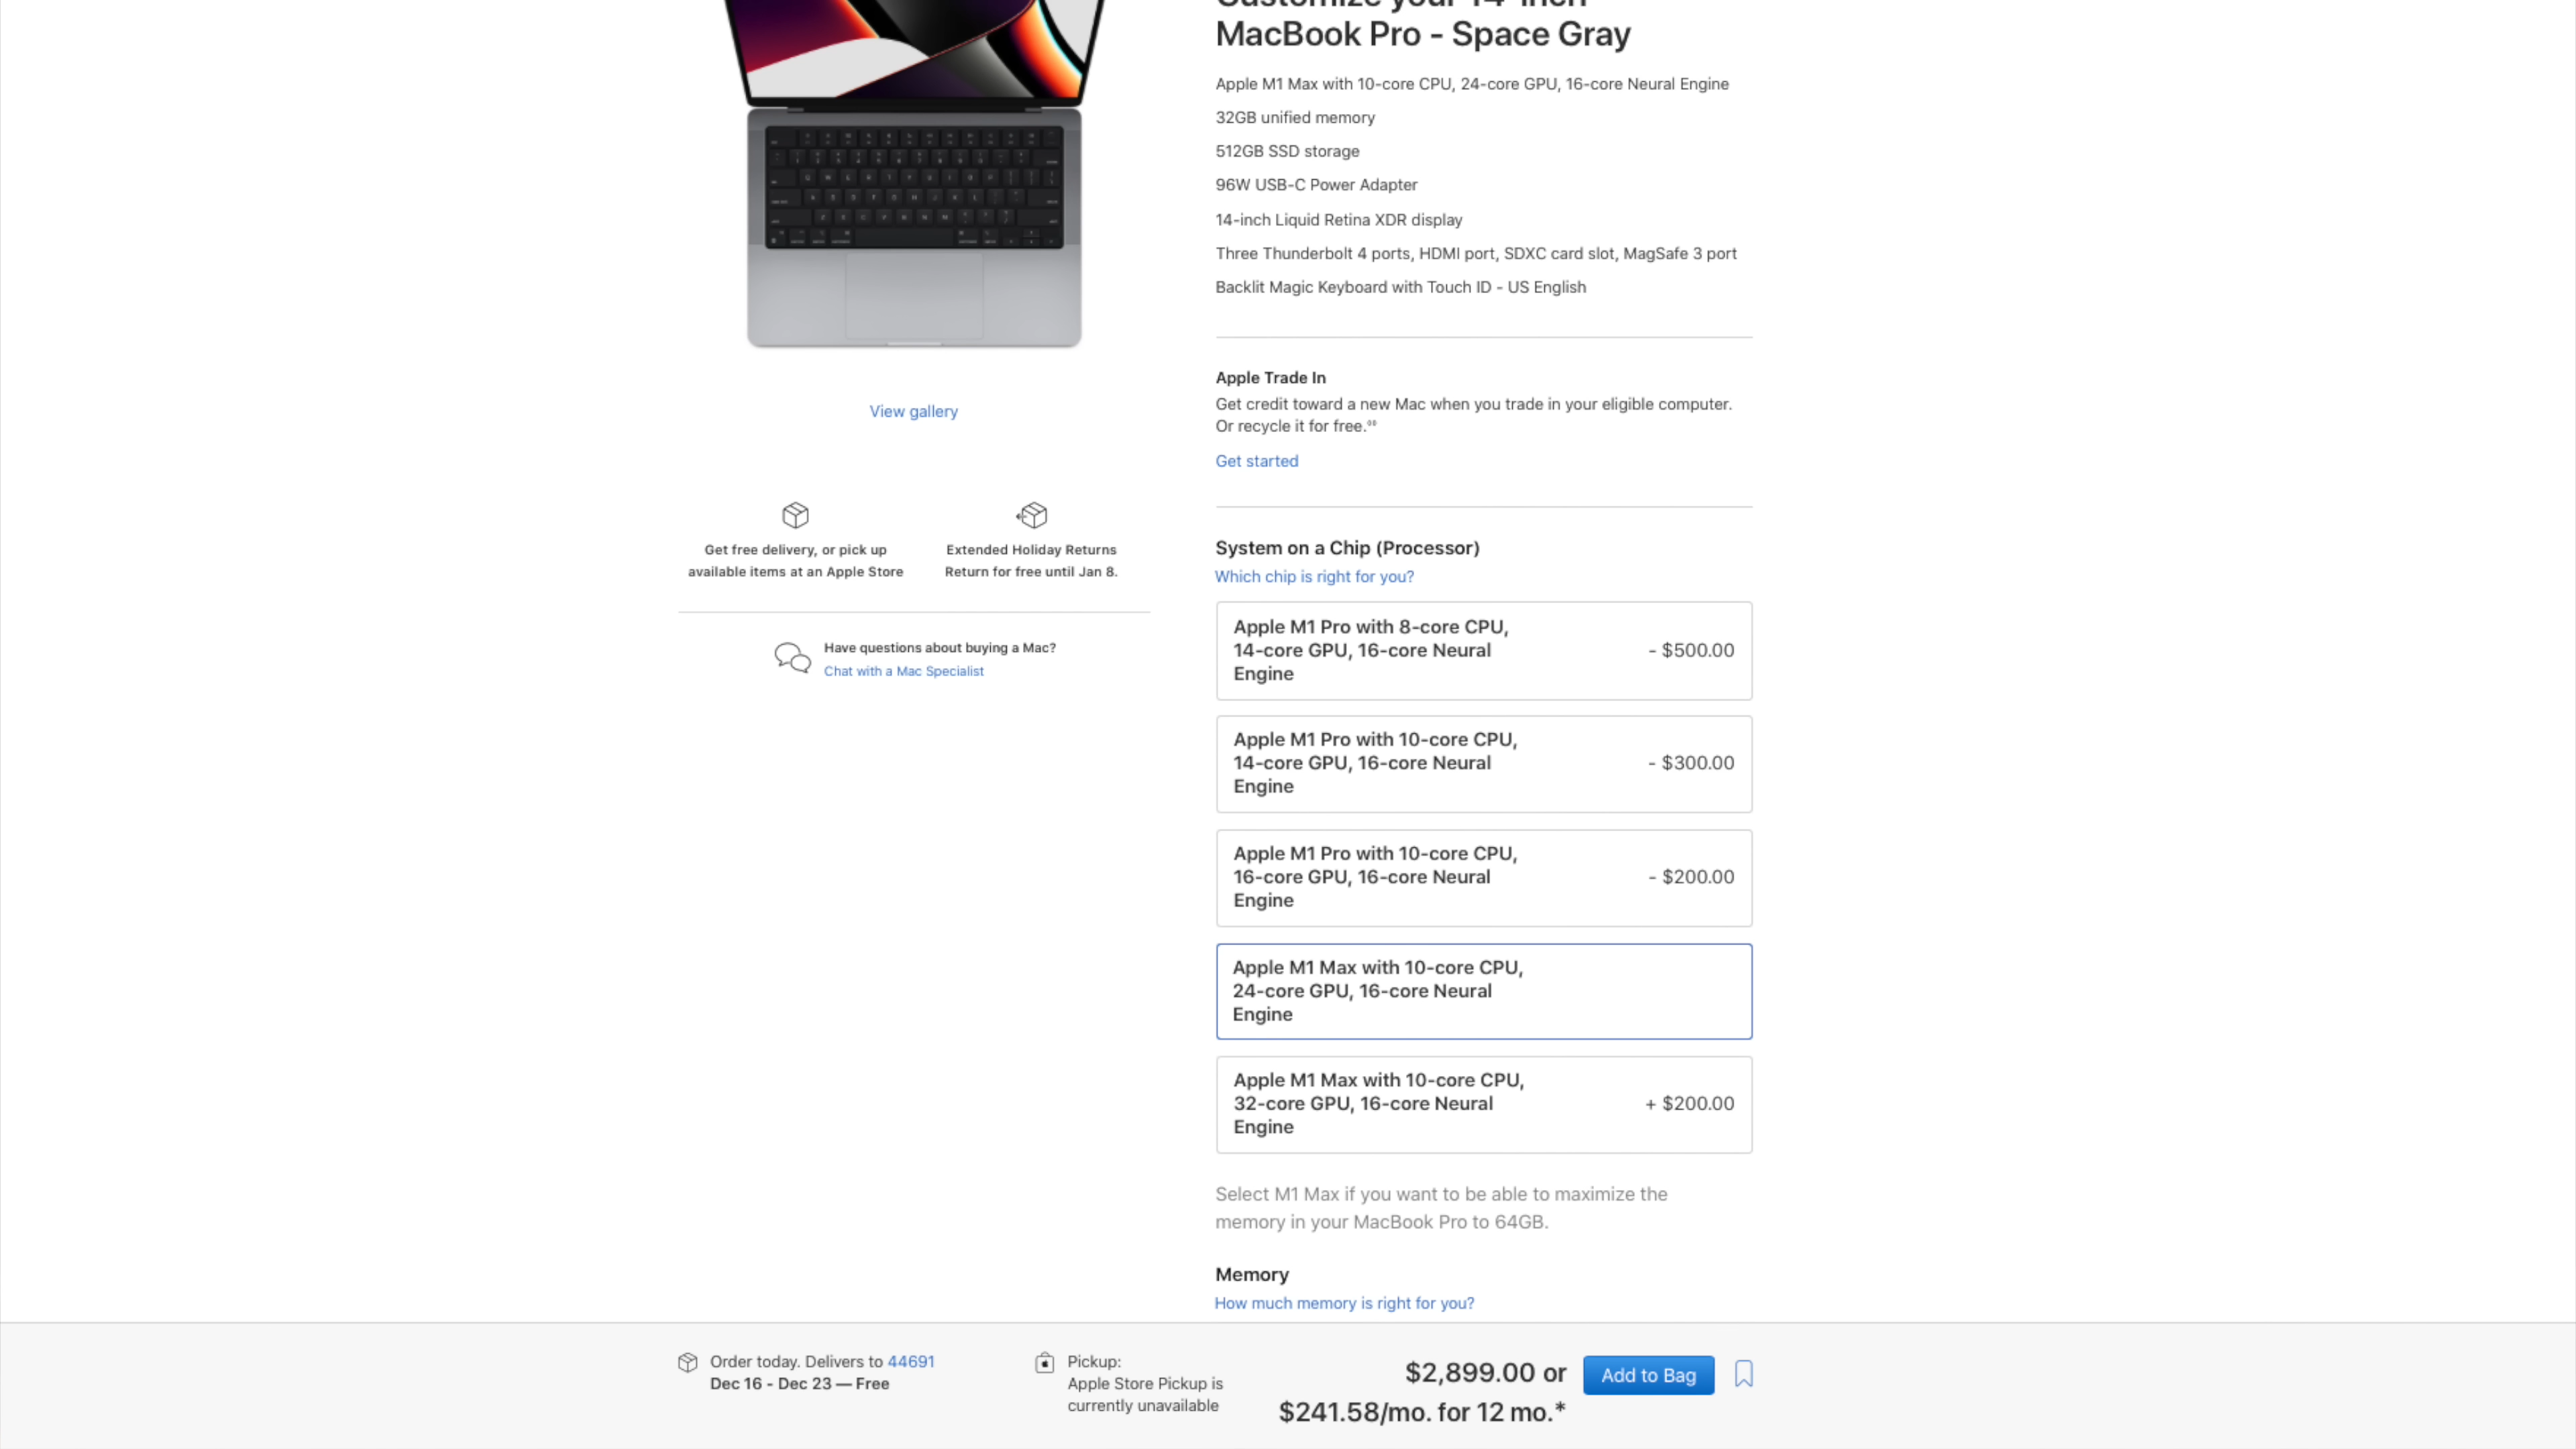 Customize your 14-inch
MacBook Pro - Space Gray
Apple M1 Max with 10-core CPU, 24-core GPU, 16-core Neural Engine
32GB unified memory
512GB SSD storage
96W USB-C Power Adapter
14-inch Liquid Retina XDR display
Three Thunderbolt 4 ports, HDMI port, SDXC card slot, MagSafe 3 port
Backlit Magic Keyboard with Touch ID - US English
Apple Trade In
Get credit toward a new Mac when you trade in your eligible computer.
Or recycle it for free.°°
Get started
View gallery
Get free delivery, or pick up
available items at an Apple Store
Extended Holiday Returns
Return for free until Jan 8.
Have questions about buying a Mac?
Chat with a Mac Specialist
System on a Chip (Processor)
Which chip is right for you?
Apple M1 Pro with 8-core CPU,
14-core GPU, 16-core Neural
Engine
- $500.00
Apple M1 Pro with 10-core CPU,
14-core GPU, 16-core Neural
Engine
- $300.00
Apple M1 Pro with 10-core CPU,
16-core GPU, 16-core Neural
Engine
- $200.00
Apple M1 Max with 10-core CPU,
24-core GPU, 16-core Neural
Engine
Apple M1 Max with 10-core CPU,
32-core GPU, 16-core Neural
Engine
+ $200.00
Select M1 Max if you want to be able to maximize the
memory in your MacBook Pro to 64GB.
Memory
How much memory is right for you?
Order today. Delivers to 44691
Dec 16 - Dec 23 — Free
Pickup:
Apple Store Pickup is
currently unavailable
$2,899.00 or
$241.58/mo. for 12 mo.*
Add to Bag